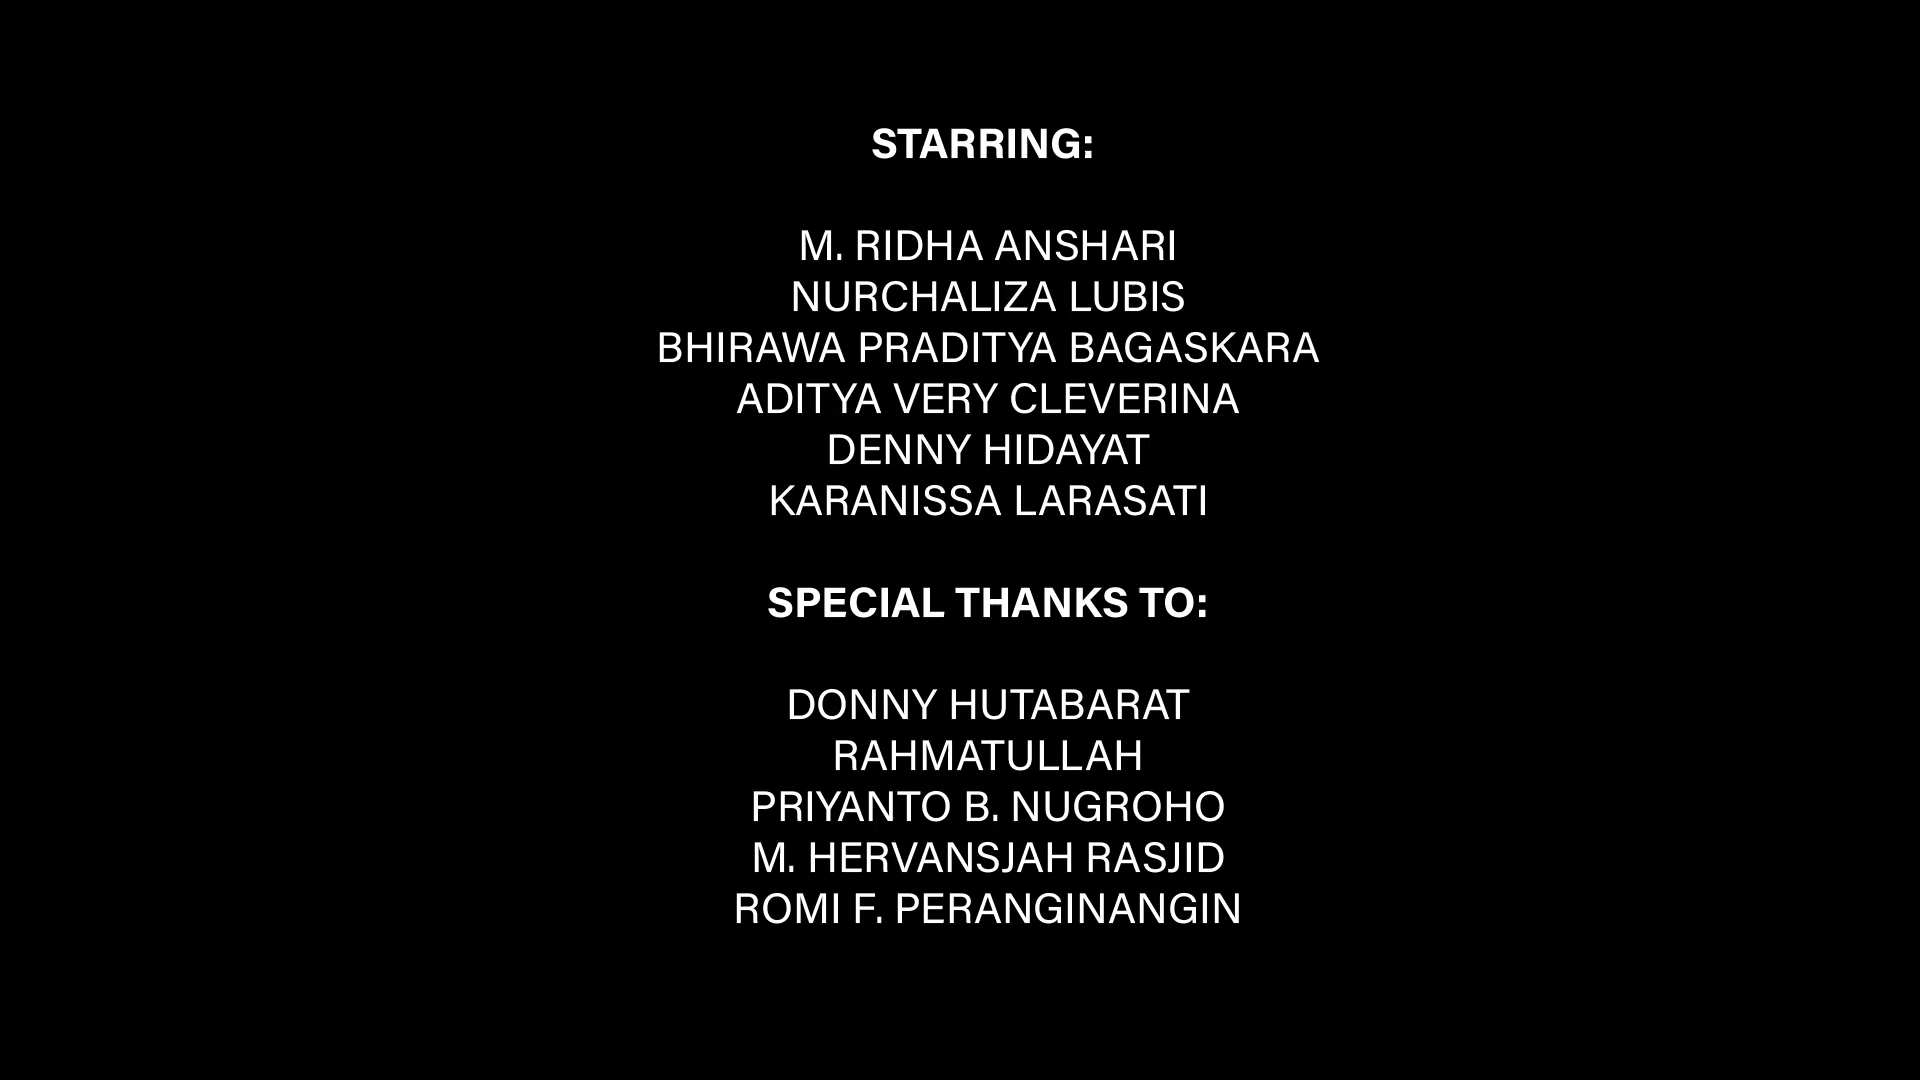 STARRING:
M. RIDHA ANSHARI
NURCHALIZA LUBIS
BHIRAWA PRADITYA BAGASKARA
ADITYA VERY CLEVERINA
DENNY HIDAYAT
KARANISSA LARASATI
SPECIAL THANKS TO:
DONNY HUTABARAT
RAHMATULLAH
PRIYANTO B. NUGROHO
M. HERVANSJAH RASJID
ROMI F. PERANGINANGIN